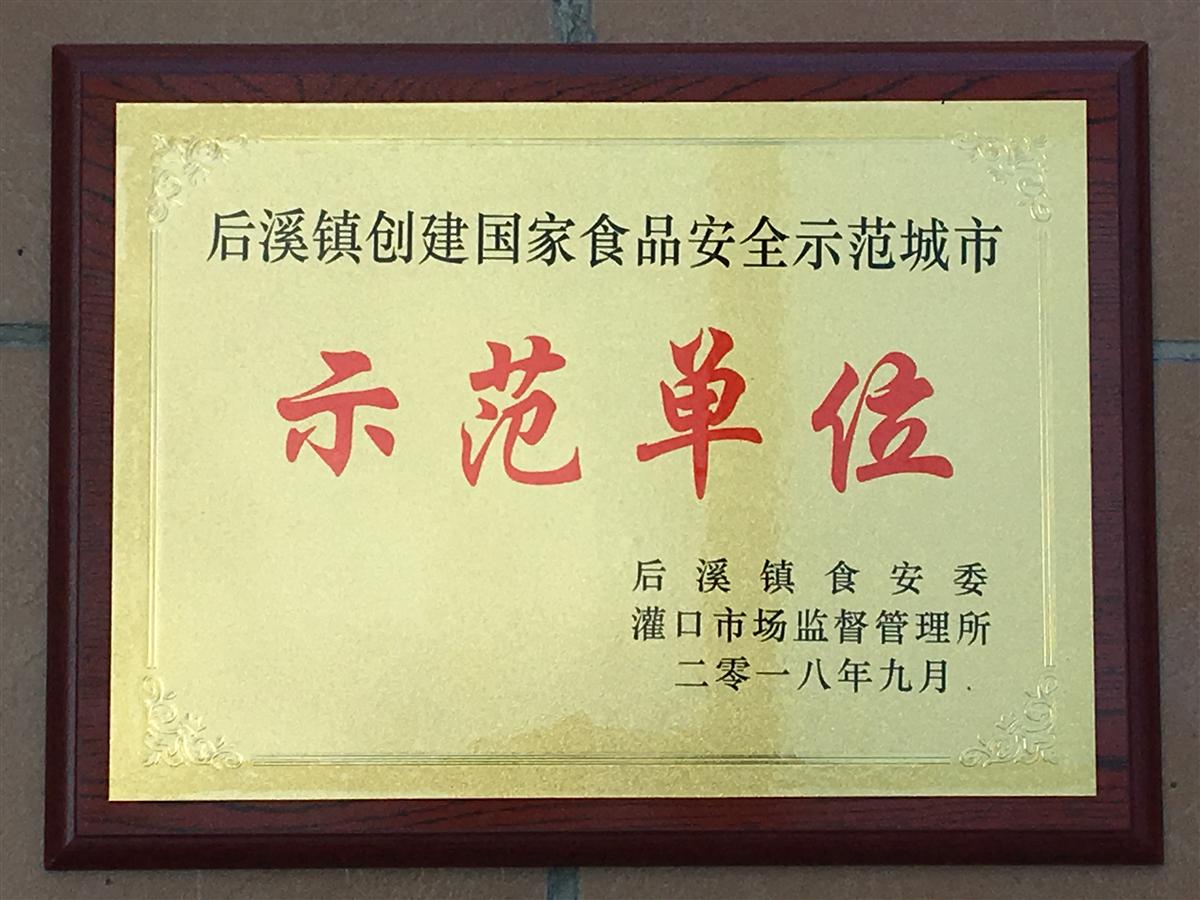 后溪镇创建国家食品安全示范城市
示范单位
后溪镇食安委
灌口市场监督管理所
二零一八年九月